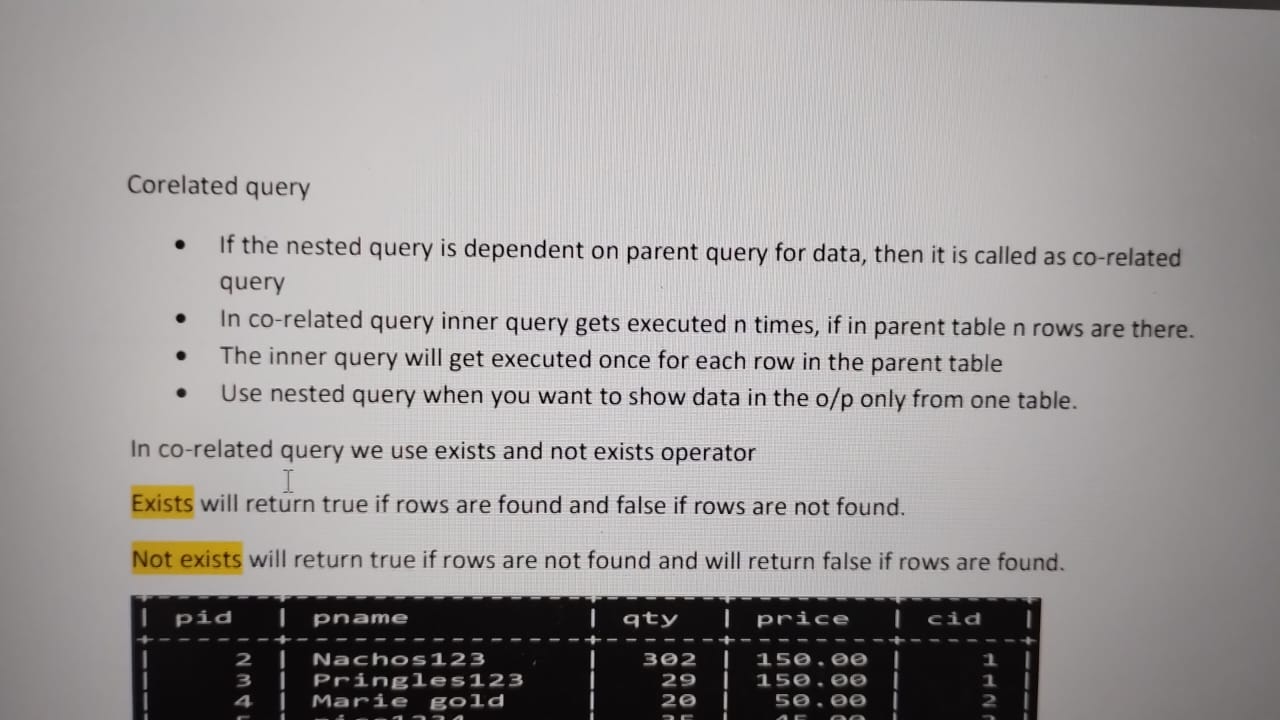 Corelated query
• If the nested query is dependent on parent query for data, then it is called as co-related
query
• In co-related query inner query gets executed n times, if in parent table n rows are there.
• The inner query will get executed once for each row in the parent table
• Use nested query when you want to show data in the o/p only from one table.
In co-related query we use exists and not exists operator
Exists will return true if rows are found and false if rows are not found.
Not exists will return true if rows are not found and will return false if rows are found.
| pid | pname | qty | price | cid |
| 2 | Nachos123 | 302 | 150.00 | 1 |
| 3 | Pringles123 | 29 | 150.00 | 1 |
| 4 | Marie gold | 20 | 50.00 | 2 |